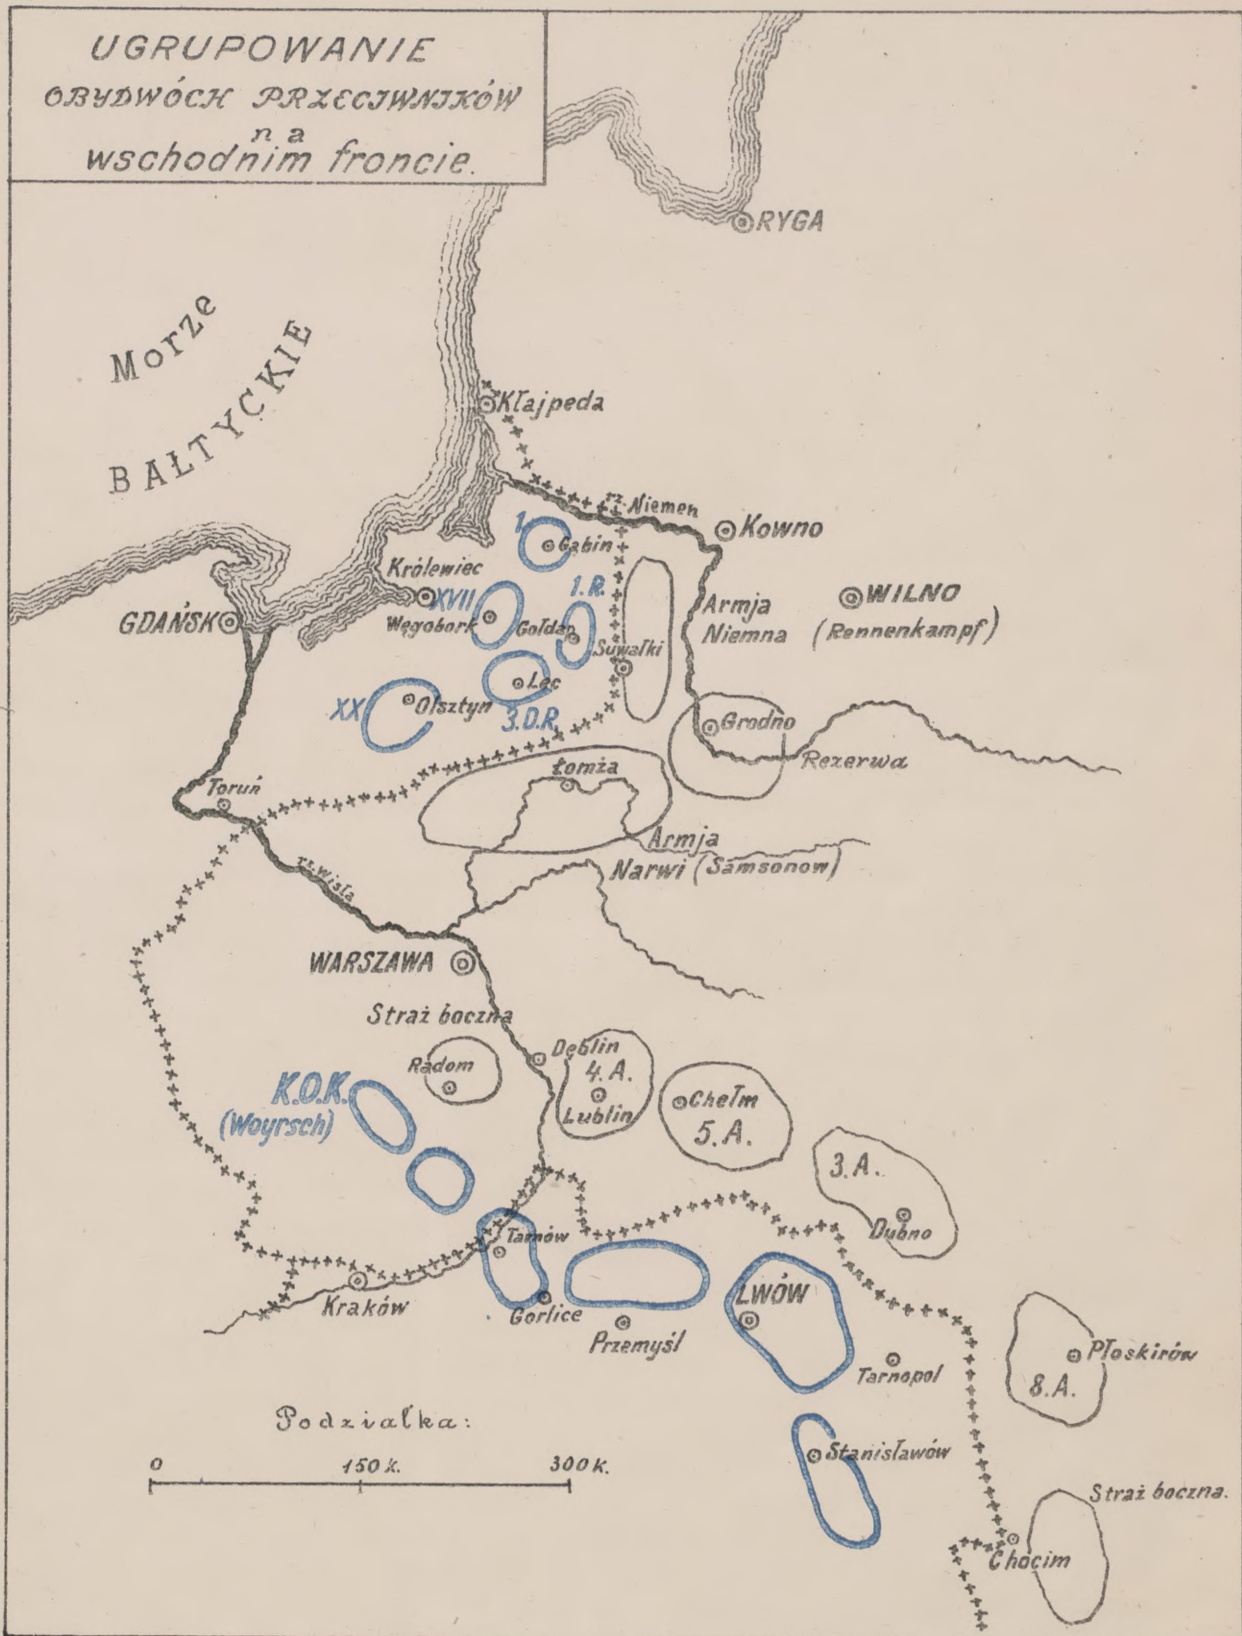 UGRUPOWANIE
OBYDWÓCH PRZECIWNIKÓW
na
wschodnim froncie.
RYGA
Morze
BAŁTYCKIE
Kłajpeda
rz. Niemen
Kowno
1.
Gąbin
Królewiec
XVII
1.R.
Armja
Niemna
WILNO
(Rennenkampf)
GDAŃSK
Węgobork
Gołdap
Suwałki
Lec
XX
Olsztyn
3.D.R.
Grodno
Rezerwa
Łomża
Toruń
Armja
Narwi (Samsonow)
rz. Wisła
WARSZAWA
Straż boczna
Radom
Dęblin
4.A.
Lublin
Chełm
5.A.
K.O.K.
(Woyrsch)
3.A.
Dubno
Tarnów
Kraków
Gorlice
Przemyśl
LWÓW
Tarnopol
Płoskirów
8.A.
Podziałka:
0 150 k. 300 k.
Stanisławów
Straż boczna.
Chocim